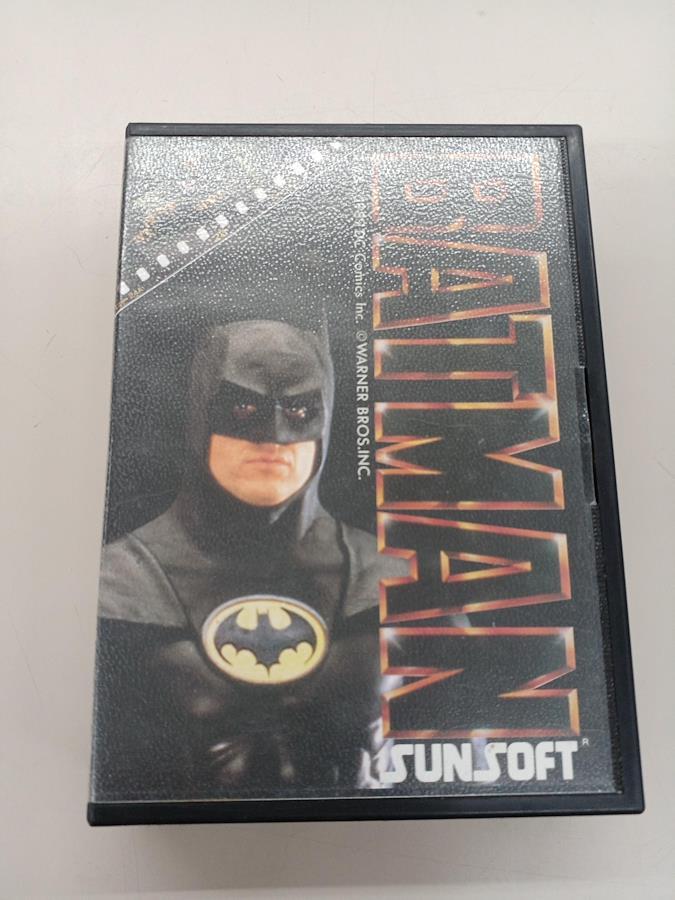 BATMAN
DC Comics Inc. ©WARNER BROS.INC.
SUNSOFT
R